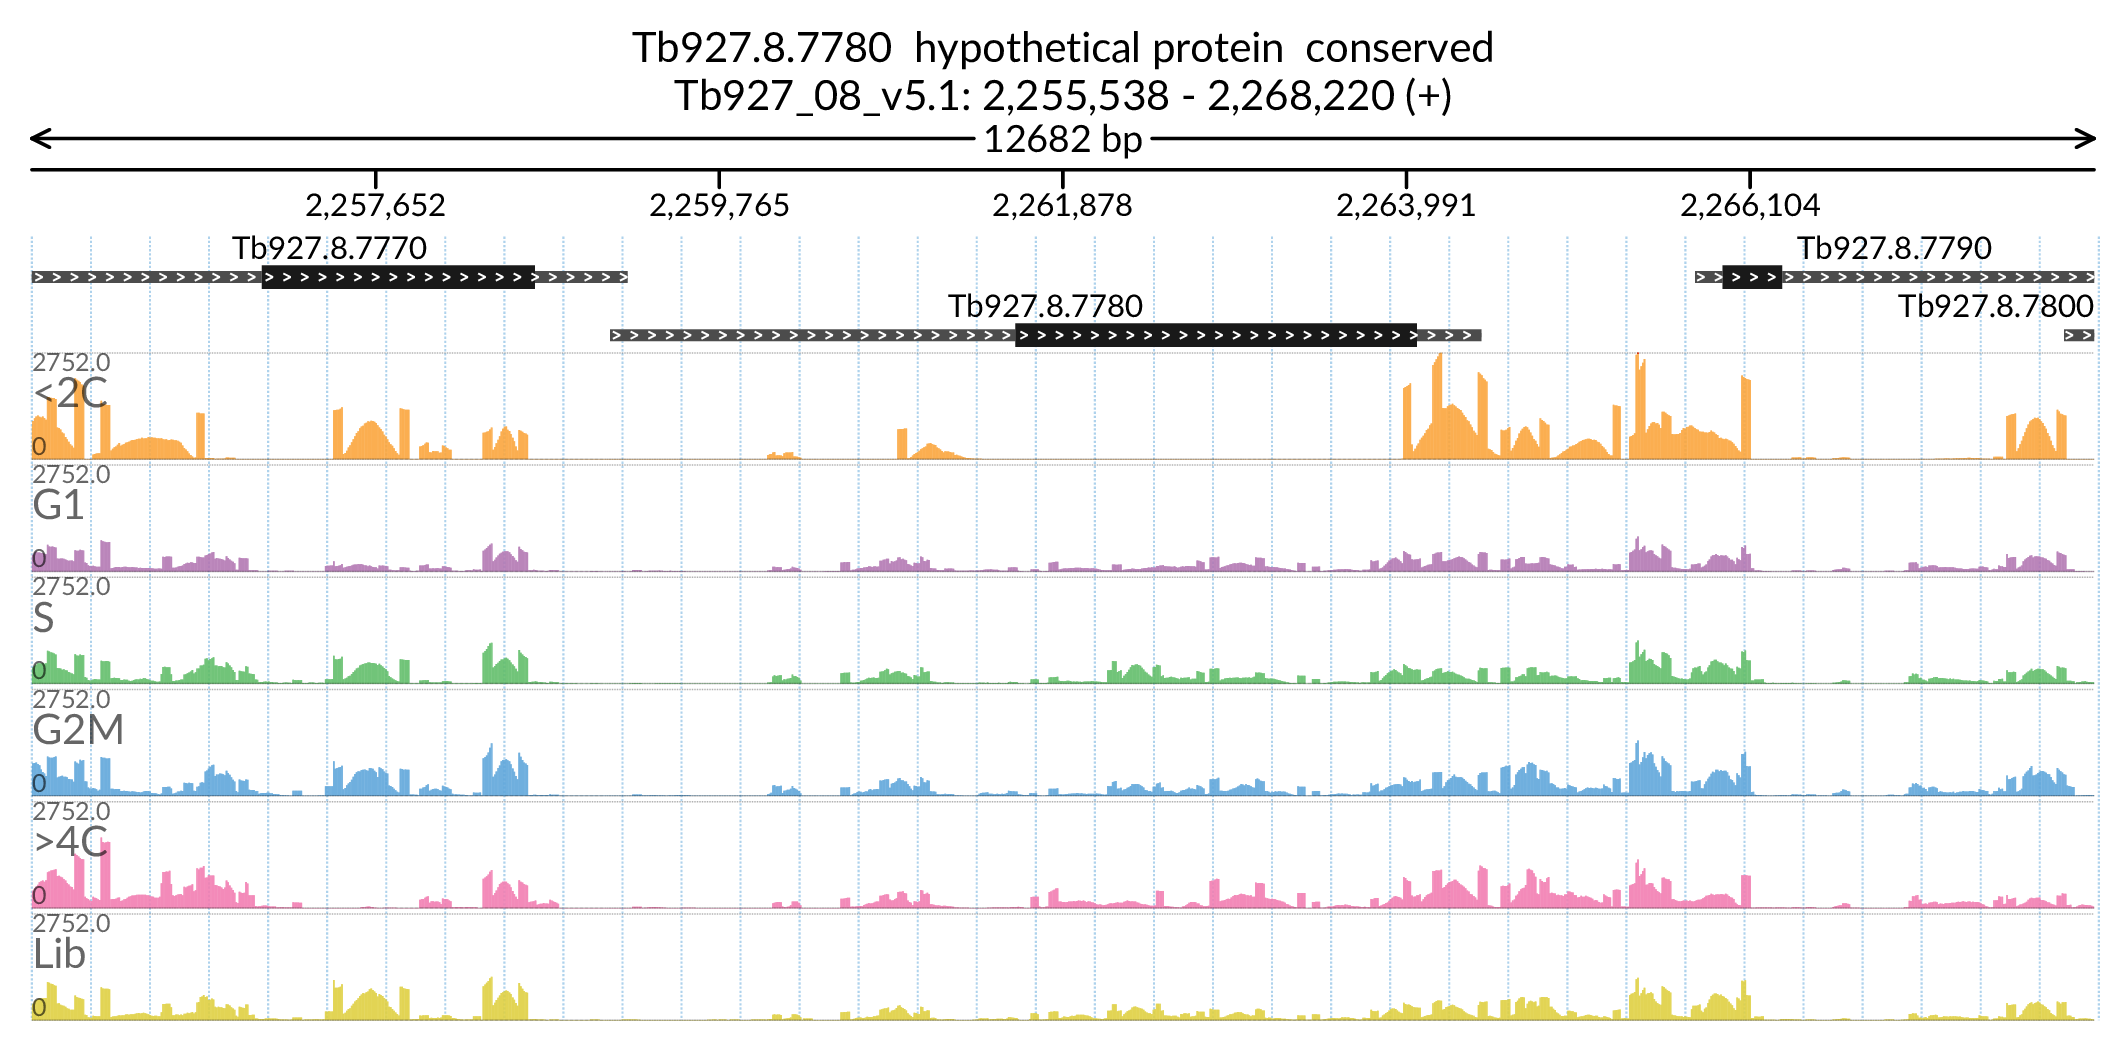 Tb927.8.7780  hypothetical protein  conserved
Tb927_08_v5.1: 2,255,538 - 2,268,220 (+)
12682 bp
2,257,652
2,259,765
2,261,878
2,263,991
2,266,104
Tb927.8.7770
Tb927.8.7790
Tb927.8.7780
Tb927.8.7800
2752.0
<2C
0
2752.0
G1
0
2752.0
S
0
2752.0
G2M
0
2752.0
>4C
0
2752.0
Lib
0